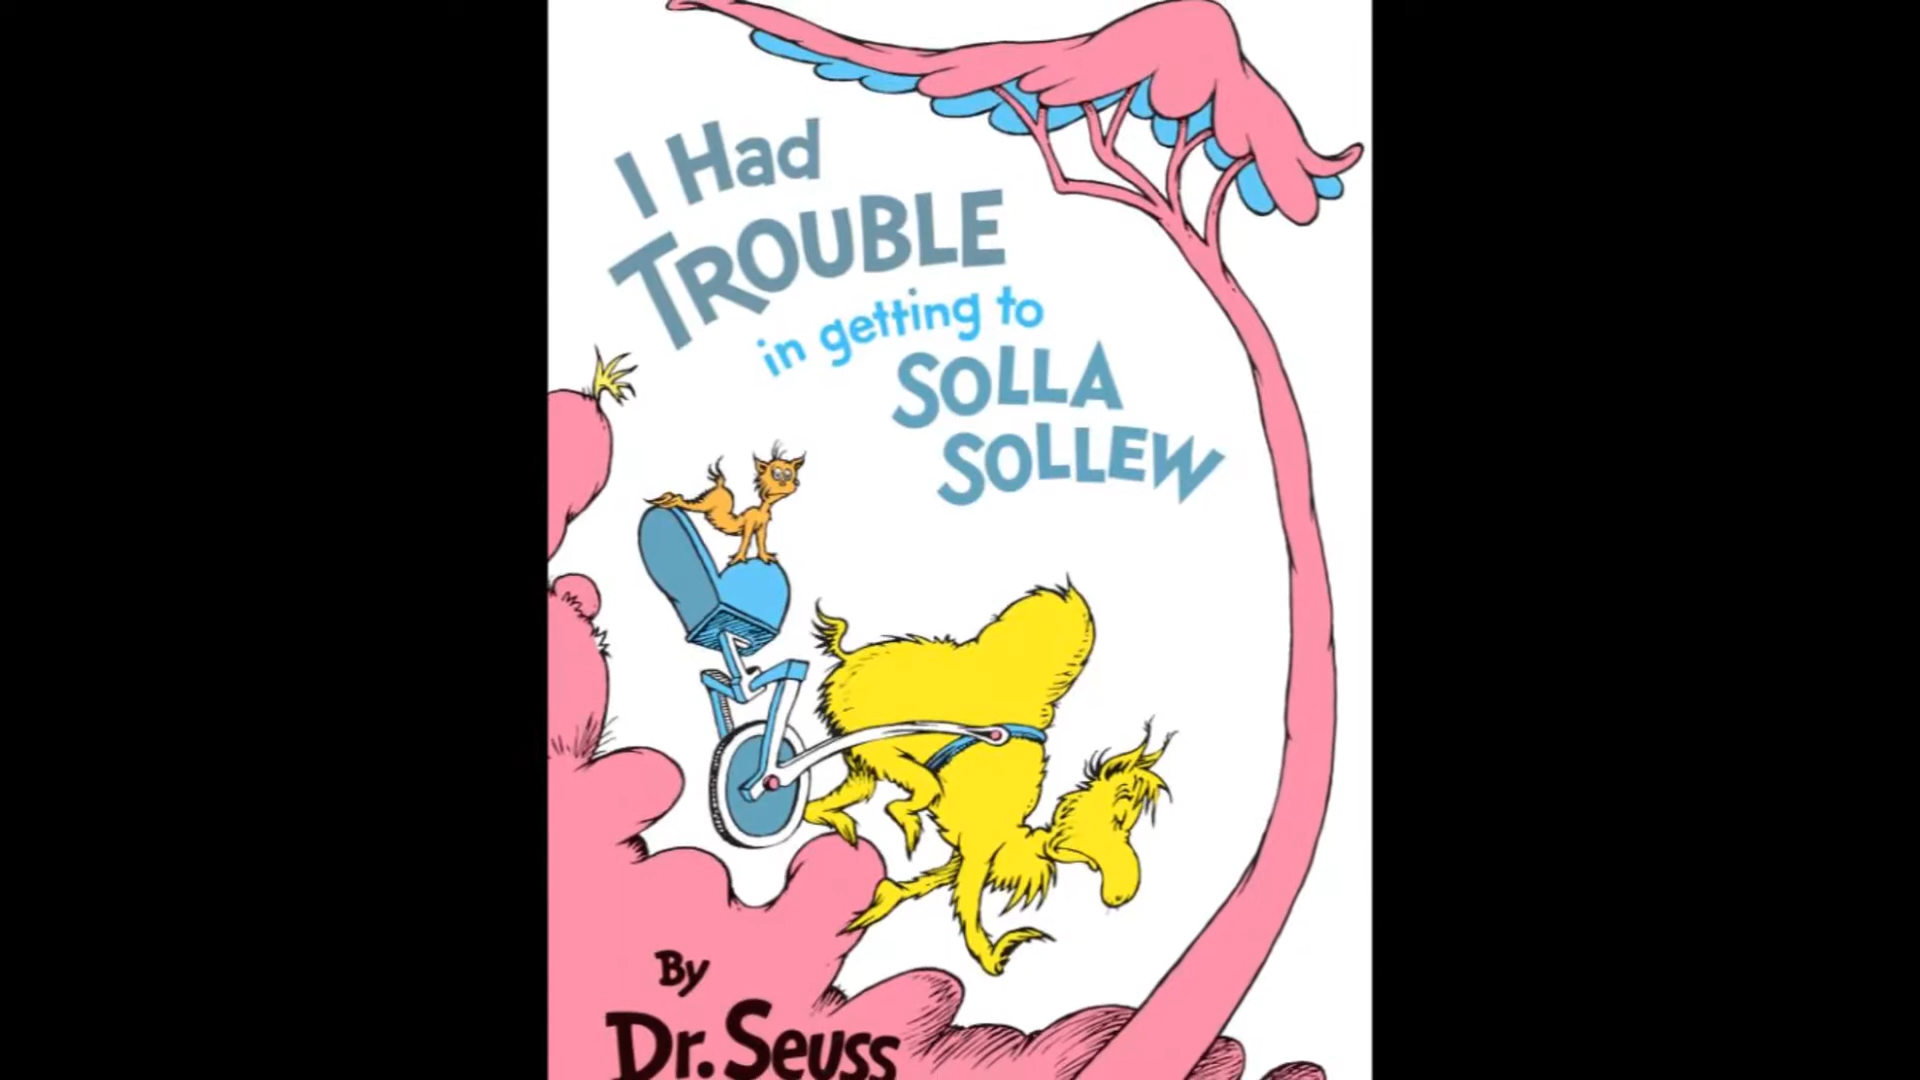 I Had
TROUBLE
in getting to
SOLLA
SOLLEW
By
Dr. Seuss